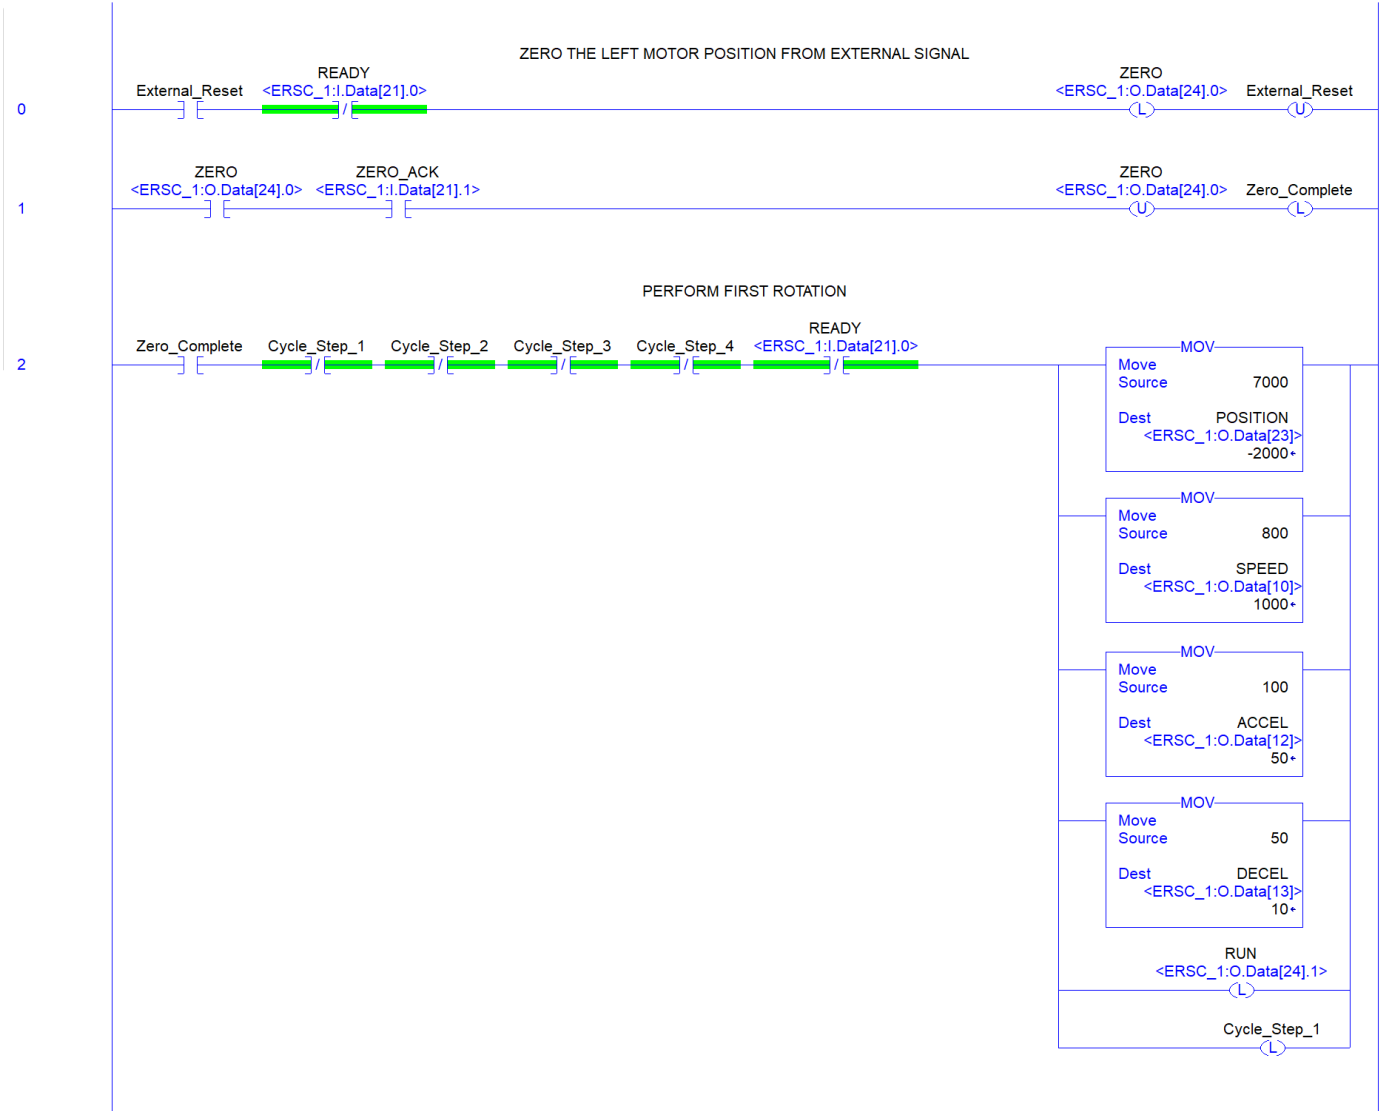 ZERO THE LEFT MOTOR POSITION FROM EXTERNAL SIGNAL
READY ZERO
External_Reset <ERSC_1:I.Data[21].0> <ERSC_1:O.Data[24].0> External_Reset
0 / L U
ZERO ZERO_ACK ZERO
<ERSC_1:O.Data[24].0> <ERSC_1:I.Data[21].1> <ERSC_1:O.Data[24].0> Zero_Complete
1 U L
PERFORM FIRST ROTATION
READY
Zero_Complete Cycle_Step_1 Cycle_Step_2 Cycle_Step_3 Cycle_Step_4 <ERSC_1:I.Data[21].0>
2 / / / / /
MOV
Move
Source 7000
Dest POSITION
<ERSC_1:O.Data[23]>
-2000
MOV
Move
Source 800
Dest SPEED
<ERSC_1:O.Data[10]>
1000
MOV
Move
Source 100
Dest ACCEL
<ERSC_1:O.Data[12]>
50
MOV
Move
Source 50
Dest DECEL
<ERSC_1:O.Data[13]>
10
RUN
<ERSC_1:O.Data[24].1>
L
Cycle_Step_1
L